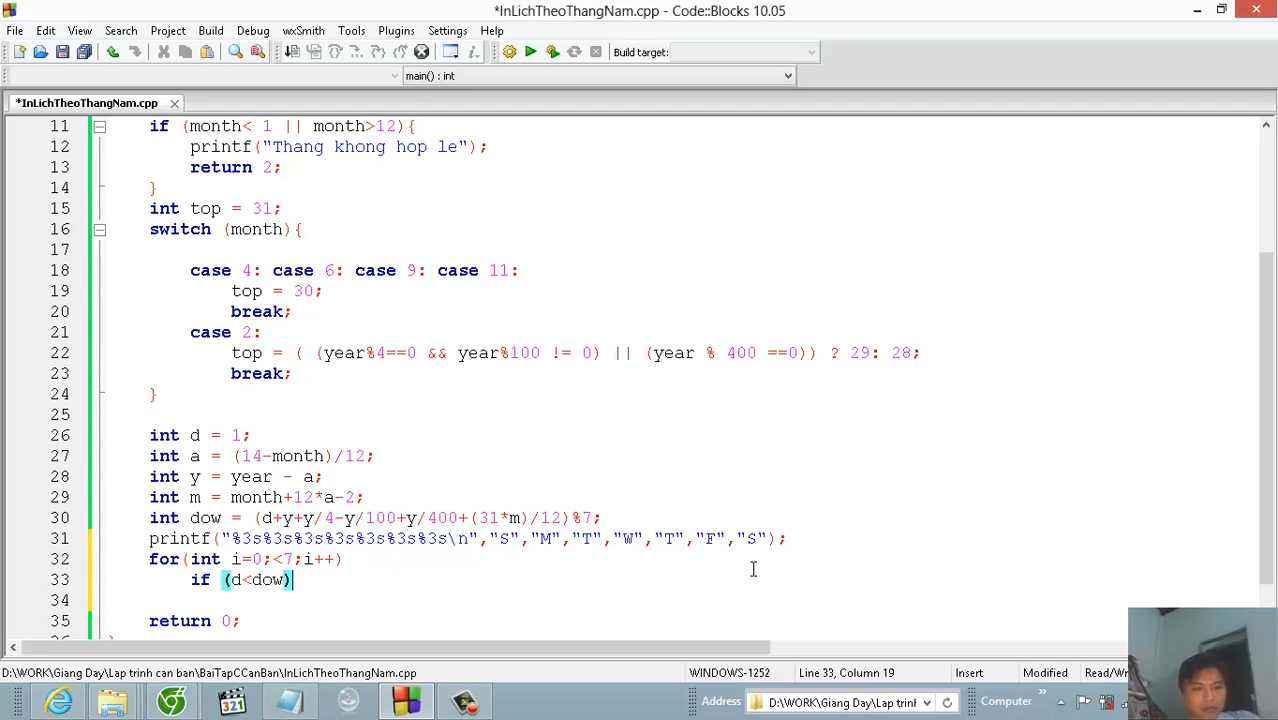 *InLichTheoThangNam.cpp - Code::Blocks 10.05
File Edit View Search Project Build Debug wxSmith Tools Plugins Settings Help
Build target:
main() : int
*InLichTheoThangNam.cpp
11 if (month< 1 || month>12){
12 printf("Thang khong hop le");
13 return 2;
14 }
15 int top = 31;
16 switch (month){
17
18 case 4: case 6: case 9: case 11:
19 top = 30;
20 break;
21 case 2:
22 top = ( (year%4==0 && year%100 != 0) || (year % 400 ==0)) ? 29: 28;
23 break;
24 }
25
26 int d = 1;
27 int a = (14-month)/12;
28 int y = year - a;
29 int m = month+12*a-2;
30 int dow = (d+y+y/4-y/100+y/400+(31*m)/12)%7;
31 printf("%3s%3s%3s%3s%3s%3s%3s\n","S","M","T","W","T","F","S");
32 for(int i=0;<7;i++)
33 if (d<dow)
34
35 return 0;
D:\WORK\Giang Day\Lap trinh can ban\BaiTapCCanBan\InLichTheoThangNam.cpp WINDOWS-1252 Line 33, Column 19 Insert Modified Read/Wr
321 Address D:\WORK\Giang Day\Lap trinh Computer